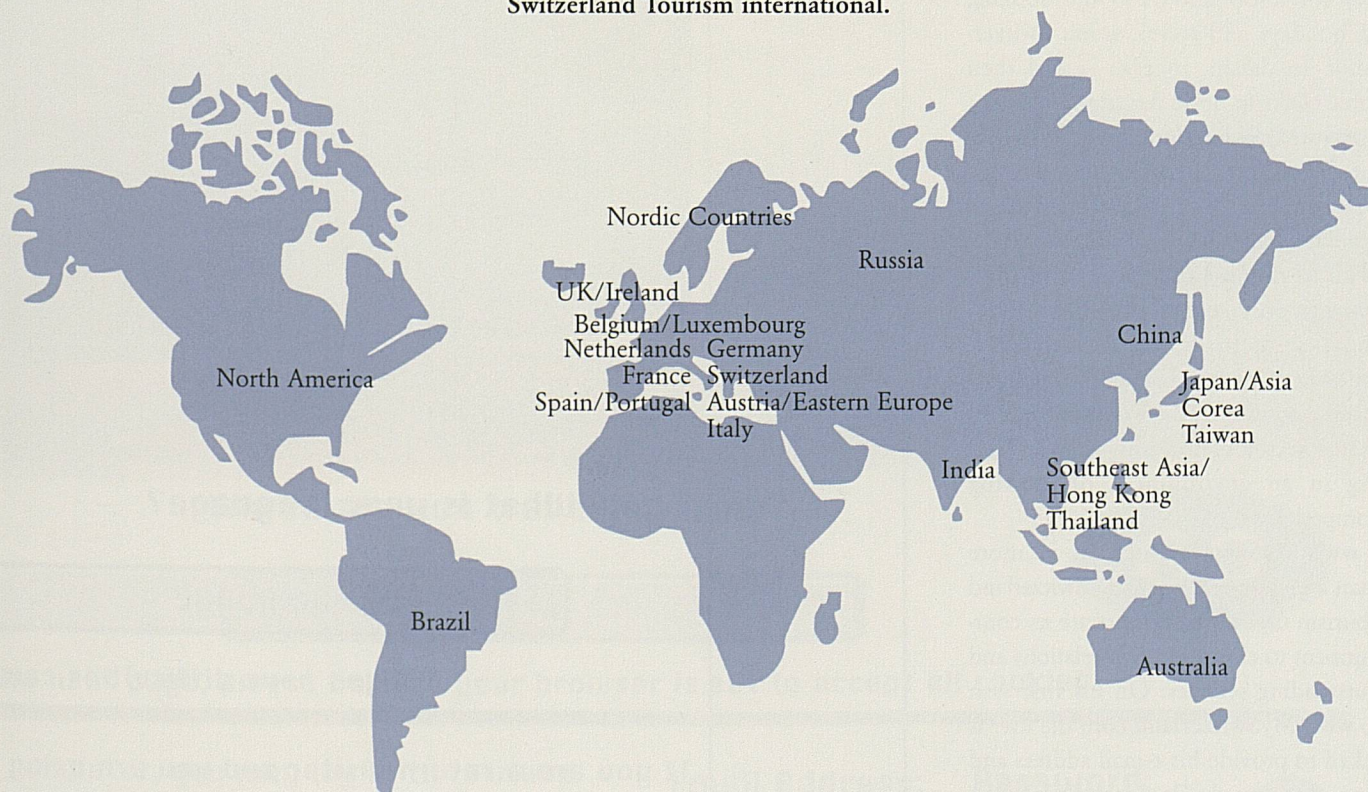 Switzerland Tourism international.
Nordic Countries
Russia
UK/Ireland
Belgium/Luxembourg
China
Netherlands Germany
North America
France Switzerland
Japan/Asia
Spain/Portugal Austria/Eastern Europe
Corea
Italy
Taiwan
India
Southeast Asia/
Hong Kong
Thailand
Brazil
Australia